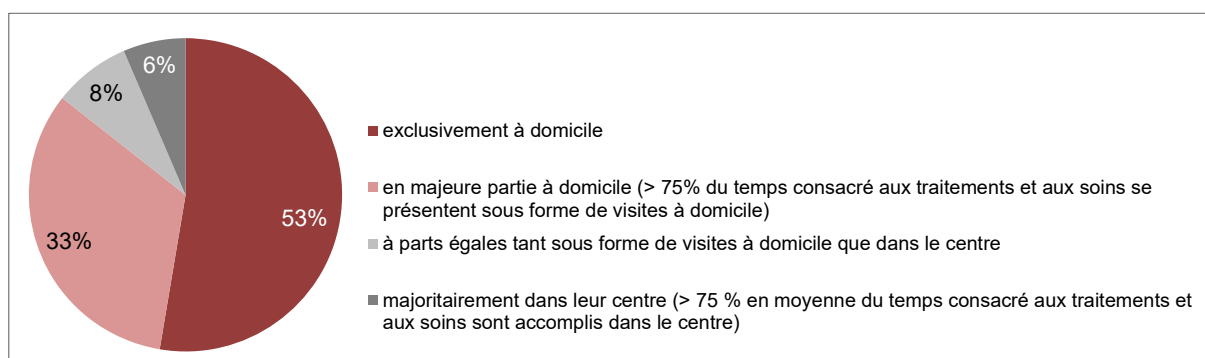 6%
8%
53%
33%
exclusivement à domicile
en majeure partie à domicile (> 75% du temps consacré aux traitements et aux soins se
présentent sous forme de visites à domicile)
à parts égales tant sous forme de visites à domicile que dans le centre
majoritairement dans leur centre (> 75 % en moyenne du temps consacré aux traitements et
aux soins sont accomplis dans le centre)